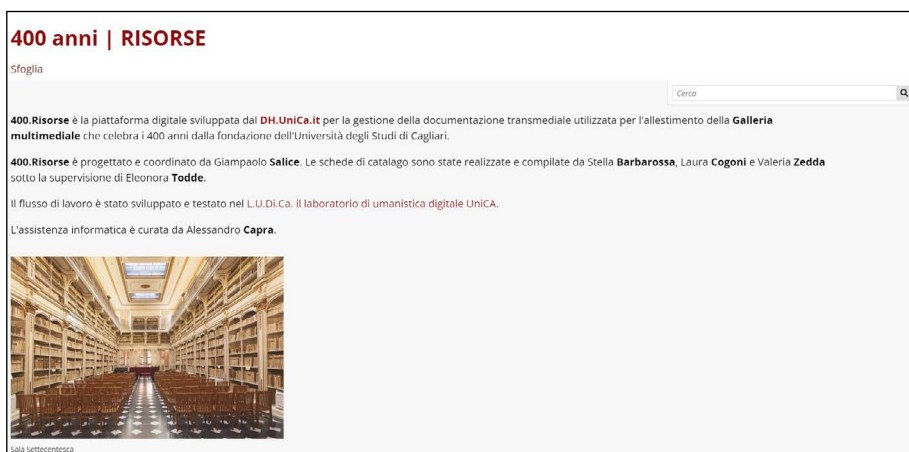 400 anni | RISORSE
Sfoglia
Cerca
400.Risorse è la piattaforma digitale sviluppata dal DH.UniCa.it per la gestione della documentazione transmediale utilizzata per l'allestimento della Galleria
multimediale che celebra i 400 anni dalla fondazione dell'Università degli Studi di Cagliari.
400.Risorse è progettato e coordinato da Giampaolo Salice. Le schede di catalago sono state realizzate e compilate da Stella Barbarossa, Laura Cogoni e Valeria Zedda
sotto la supervisione di Eleonora Todde.
Il flusso di lavoro è stato sviluppato e testato nel L.U.Di.Ca. il laboratorio di umanistica digitale UniCA.
L'assistenza informatica è curata da Alessandro Capra.
Sala Settecentesca